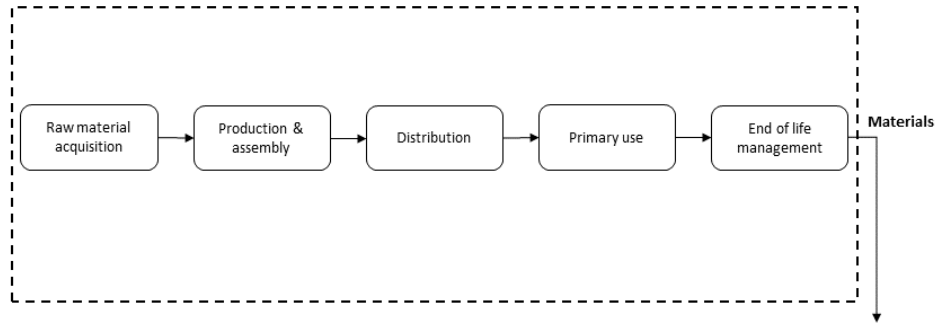 Raw material
acquisition
Production &
assembly
Distribution
Primary use
End of life
management
Materials